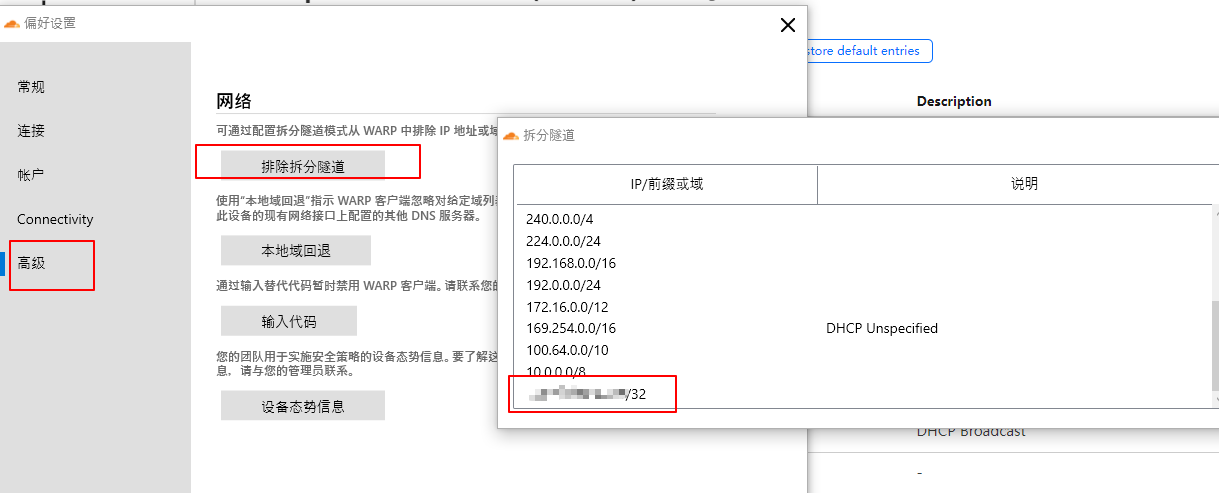 偏好设置
常规
连接
帐户
Connectivity
高级
网络
可通过配置拆分隧道模式从 WARP 中排除 IP 地址或域
排除拆分隧道
使用"本地域回退"指示 WARP 客户端忽略对给定域列表
此设备的现有网络接口上配置的其他 DNS 服务器。
本地域回退
通过输入替代代码暂时禁用 WARP 客户端。请联系您的
输入代码
您的团队用于实施安全策略的设备态势信息。要了解这
息，请与您的管理员联系。
设备态势信息
store default entries
Description
拆分隧道
IP/前缀或域
说明
240.0.0.0/4
224.0.0.0/24
192.168.0.0/16
192.0.0.0/24
172.16.0.0/12
169.254.0.0/16
DHCP Unspecified
100.64.0.0/10
10.0.0.0/8
/32
DHCP Broadcast
-